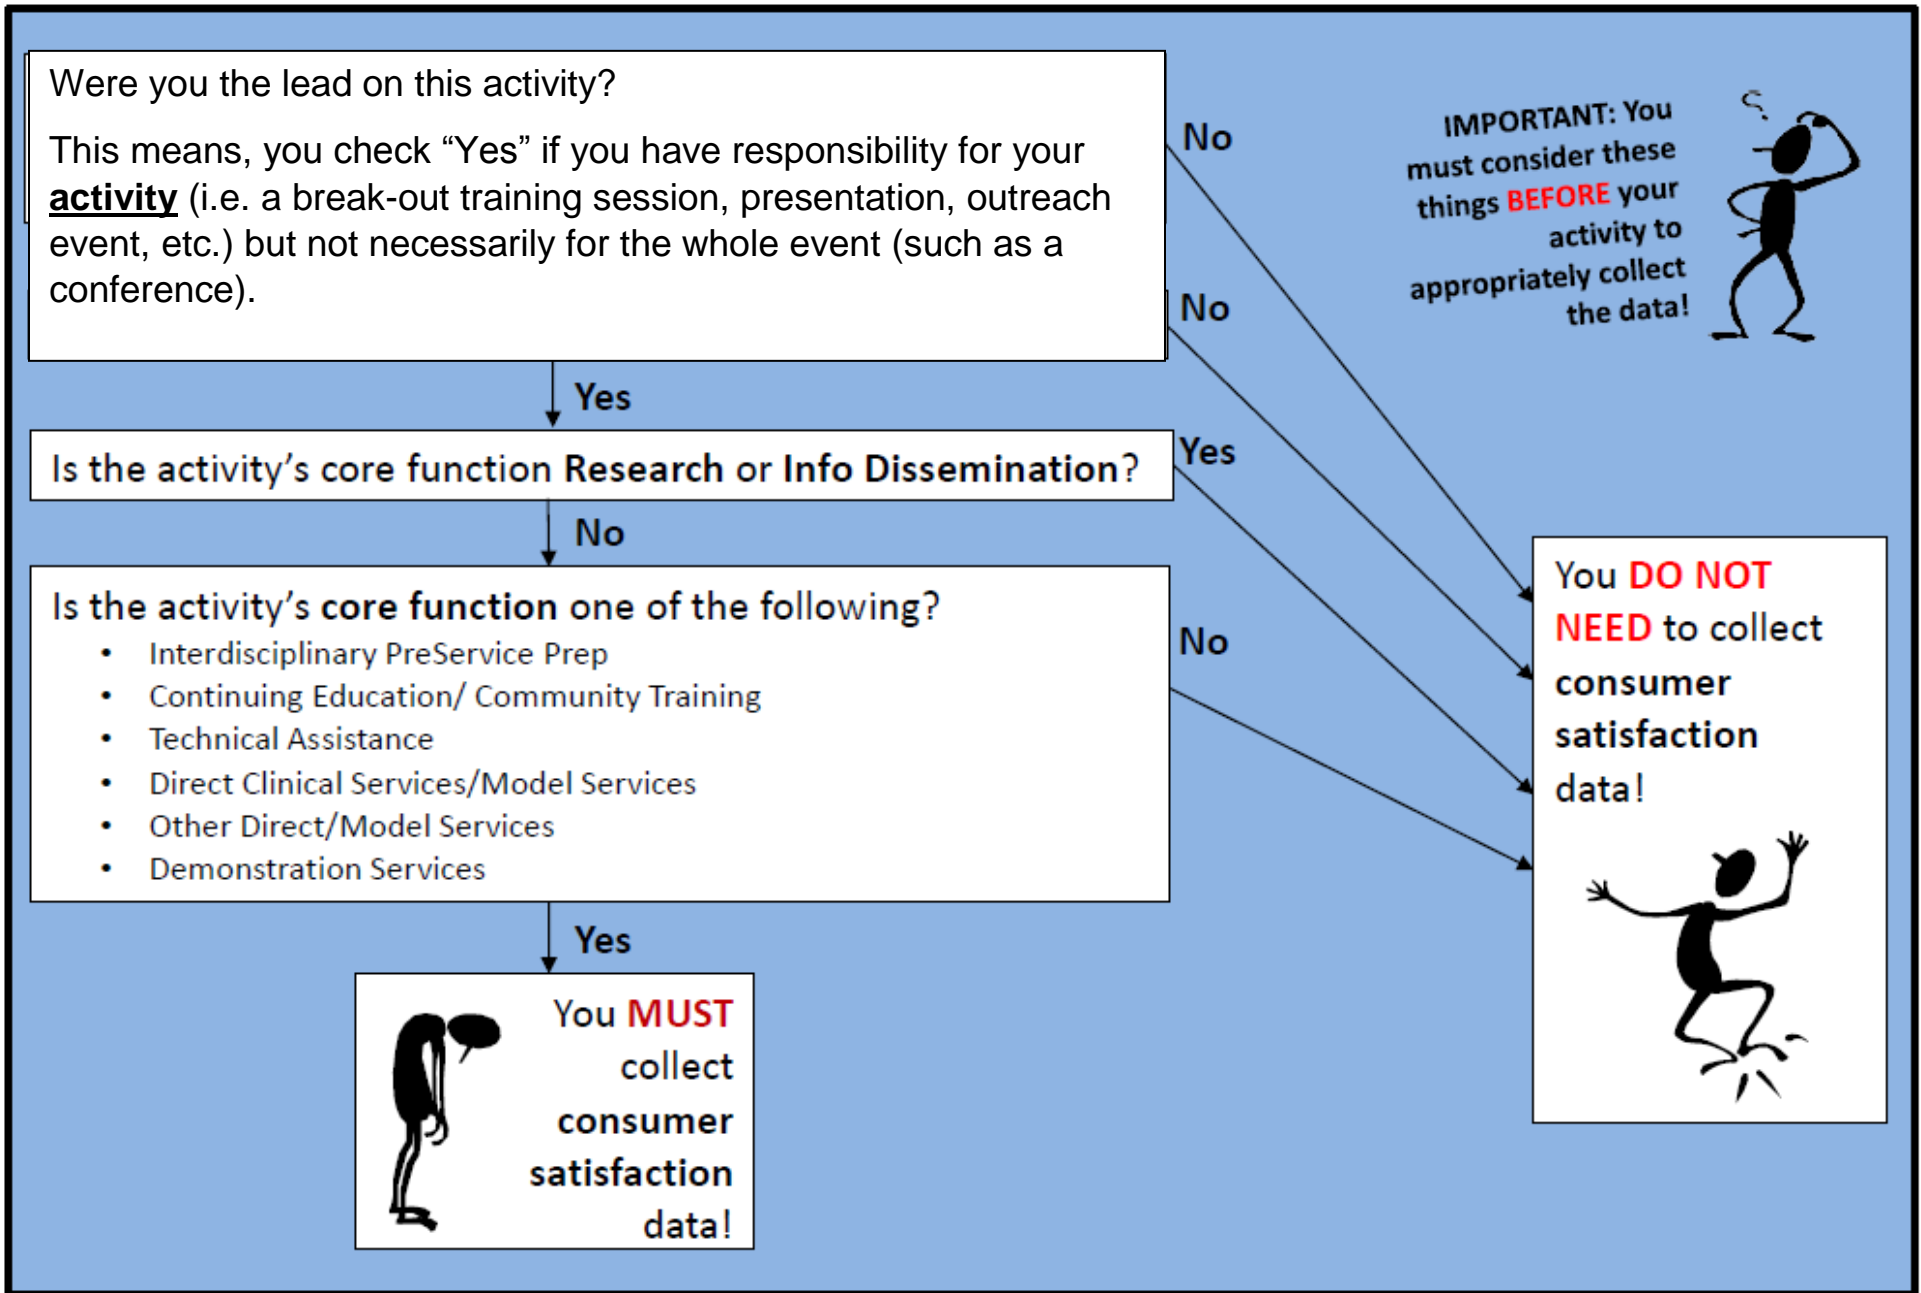 Were you the lead on this activity?
This means, you check “Yes” if you have responsibility for your
activity (i.e. a break-out training session, presentation, outreach
event, etc.) but not necessarily for the whole event (such as a
conference).
No
No
IMPORTANT: You
must consider these
things BEFORE your
activity to
appropriately collect
the data!
Yes
Is the activity’s core function Research or Info Dissemination?
Yes
No
Is the activity’s core function one of the following?
• Interdisciplinary PreService Prep
• Continuing Education/ Community Training
• Technical Assistance
• Direct Clinical Services/Model Services
• Other Direct/Model Services
• Demonstration Services
No
You DO NOT
NEED to collect
consumer
satisfaction
data!
Yes
You MUST
collect
consumer
satisfaction
data!